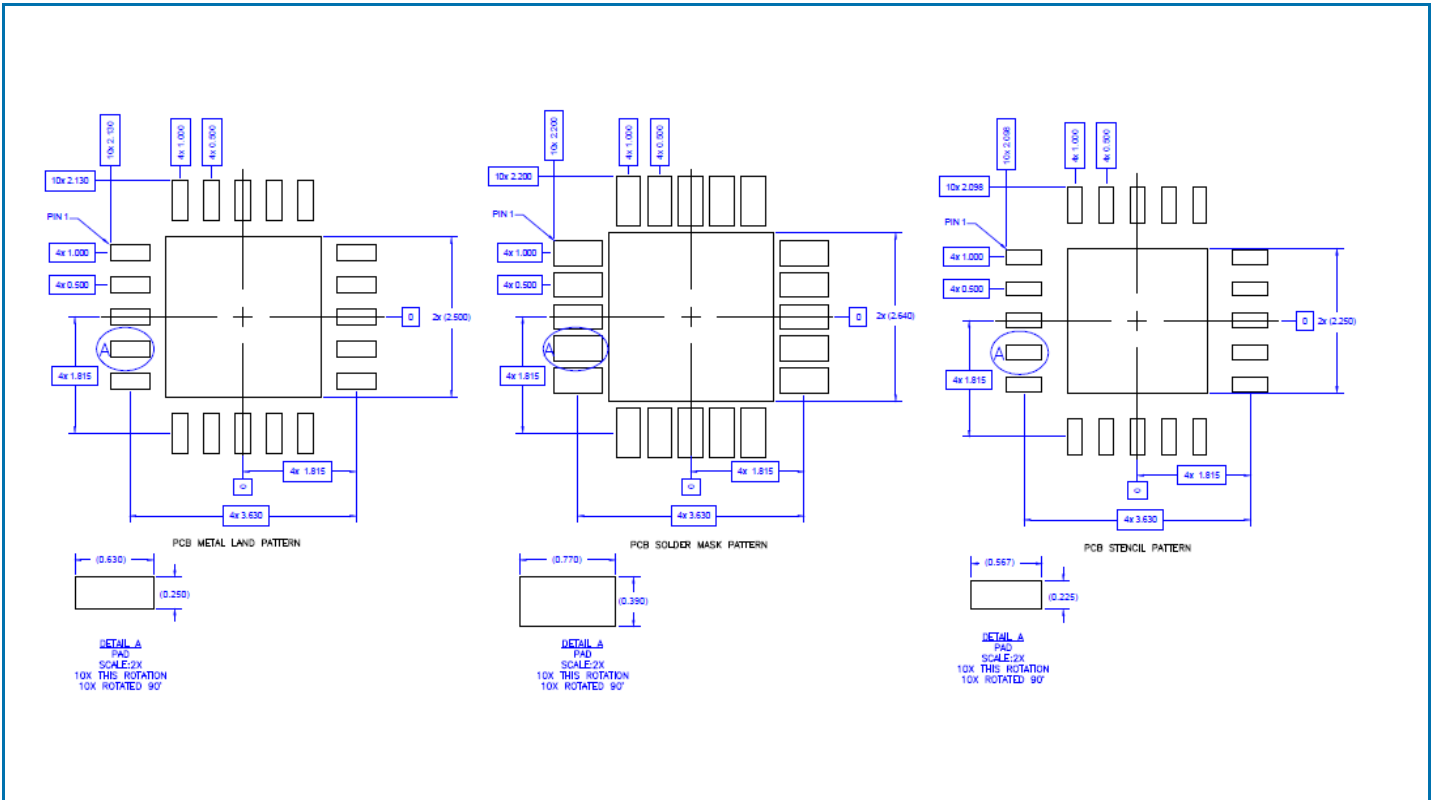 10x 2.130
4x 1.000
4x 0.500
10x 2.130
PIN 1
4x 1.000
4x 0.500
A
4x 1.815
0
2x (2.500)
4x 1.815
0
4x 3.630
PCB METAL LAND PATTERN
(0.630)
(0.250)
DETAIL A
PAD
SCALE:2X
10X THIS ROTATION
10X ROTATED 90°
10x 2.200
4x 1.000
4x 0.500
10x 2.200
PIN 1
4x 1.000
4x 0.500
A
4x 1.815
0
2x (2.640)
4x 1.815
0
4x 3.630
PCB SOLDER MASK PATTERN
(0.770)
(0.390)
DETAIL A
PAD
SCALE:2X
10X THIS ROTATION
10X ROTATED 90°
10x 2.098
4x 1.000
4x 0.500
10x 2.098
PIN 1
4x 1.000
4x 0.500
A
4x 1.815
0
2x (2.250)
4x 1.815
0
4x 3.630
PCB STENCIL PATTERN
(0.567)
(0.225)
DETAIL A
PAD
SCALE:2X
10X THIS ROTATION
10X ROTATED 90°